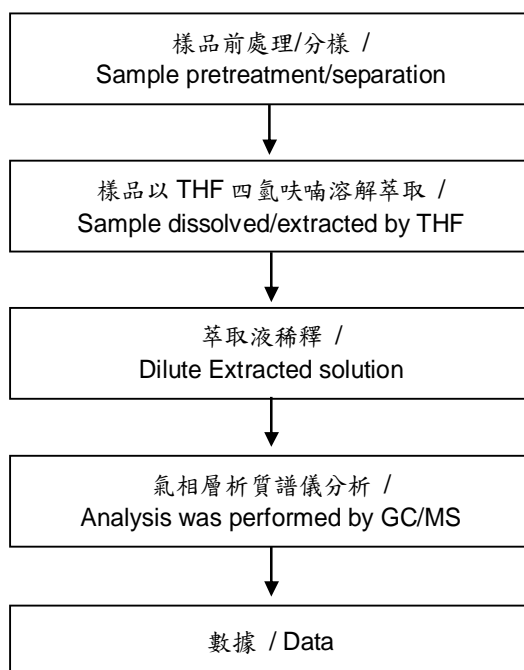 樣品前處理/分樣 /
Sample pretreatment/separation
樣品以 THF 四氫呋喃溶解萃取 /
Sample dissolved/extracted by THF
萃取液稀釋 /
Dilute Extracted solution
氣相層析質譜儀分析 /
Analysis was performed by GC/MS
數據 / Data